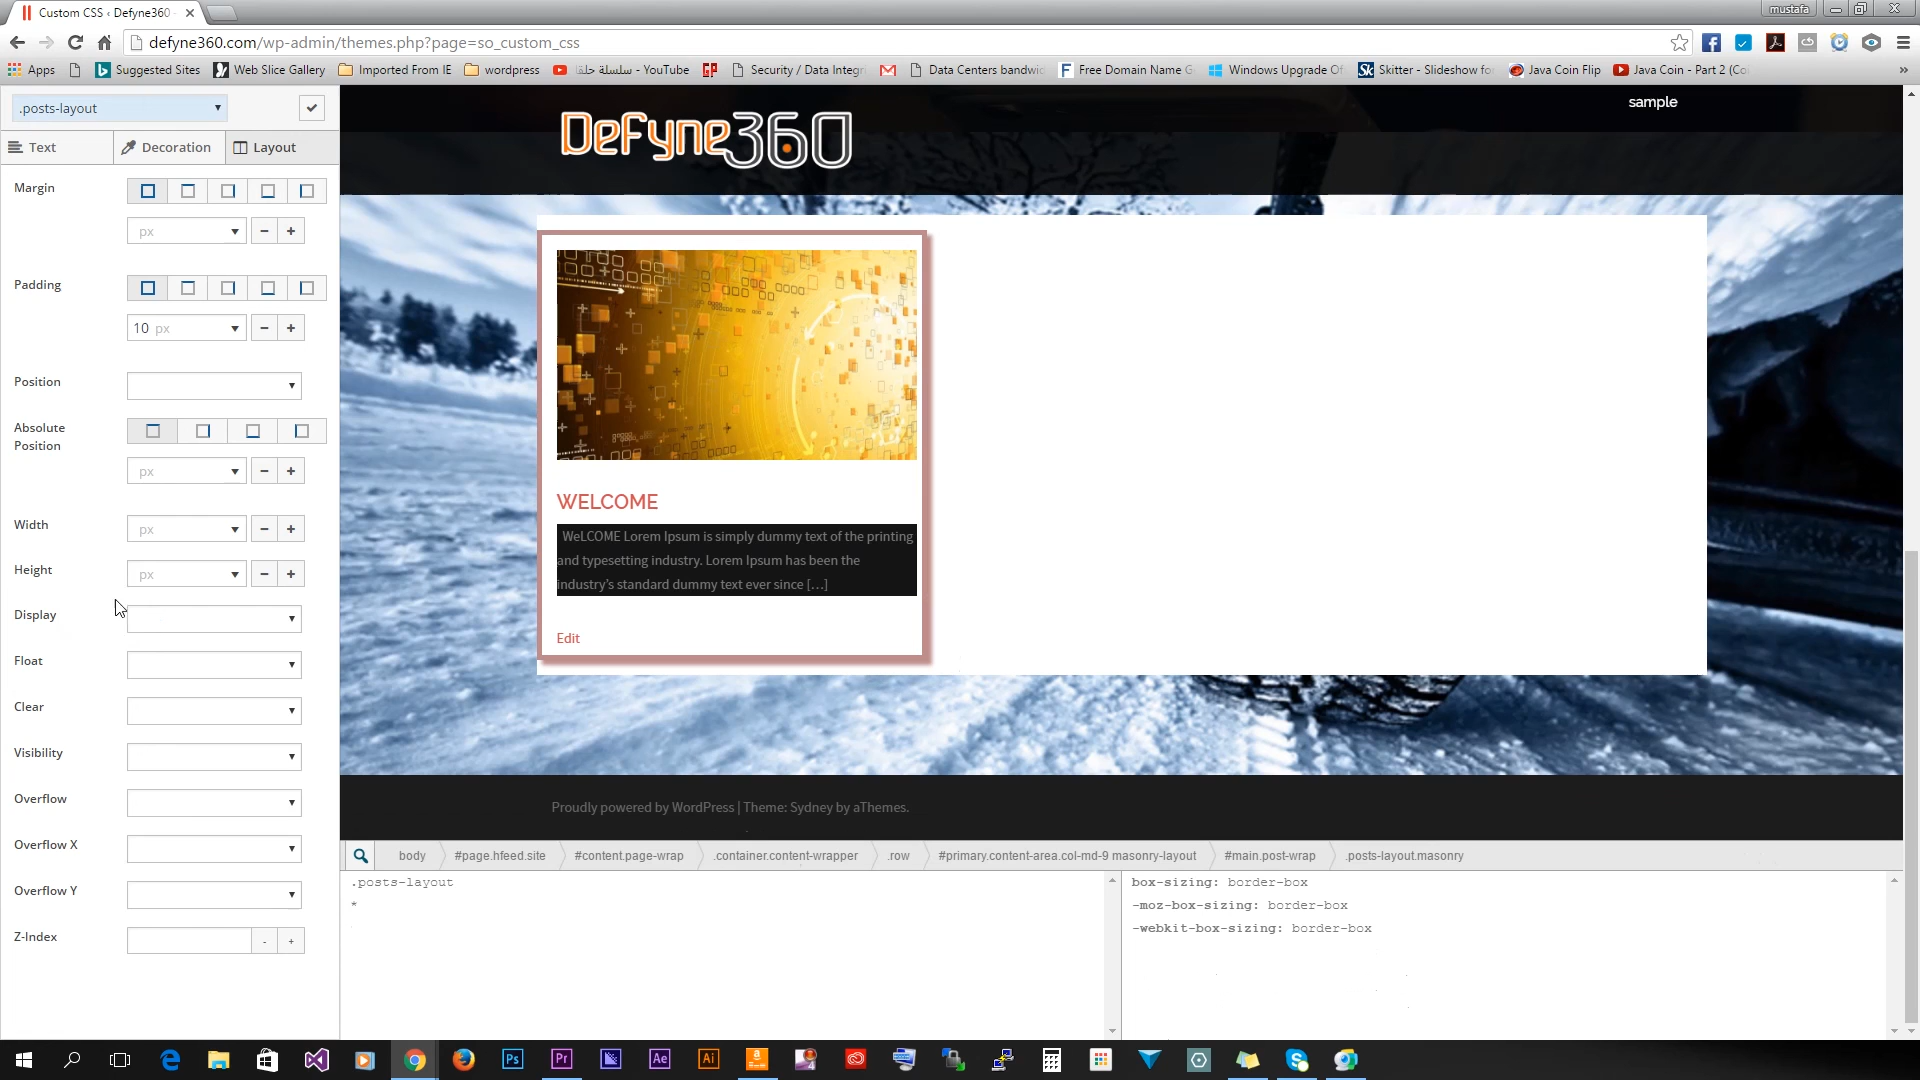 Custom CSS ‹ Defyne360
mustafa
defyne360.com/wp-admin/themes.php?page=so_custom_css
Apps
Suggested Sites
Web Slice Gallery
Imported From IE
wordpress
سلسلة حلقا - YouTube
Security / Data Integri
Data Centers bandwic
Free Domain Name G
Windows Upgrade Of
Skitter - Slideshow fo
Java Coin Flip
Java Coin - Part 2 (Co
.posts-layout
Text
Decoration
Layout
Margin
px
Padding
10 px
Position
Absolute
Position
px
Width
px
Height
px
Display
Float
Clear
Visibility
Overflow
Overflow X
Overflow Y
Z-Index
- +
DeFyne360
sample
WELCOME
WeLCOME Lorem Ipsum is simply dummy text of the printing
and typesetting industry. Lorem Ipsum has been the
industry's standard dummy text ever since […]
Edit
Proudly powered by WordPress | Theme: Sydney by aThemes.
body
#page.hfeed.site
#content.page-wrap
.container.content-wrapper
.row
#primary.content-area.col-md-9 masonry-layout
#main.post-wrap
.posts-layout.masonry
.posts-layout
*
box-sizing: border-box
-moz-box-sizing: border-box
-webkit-box-sizing: border-box
Ps
Pr
Ae
Ai